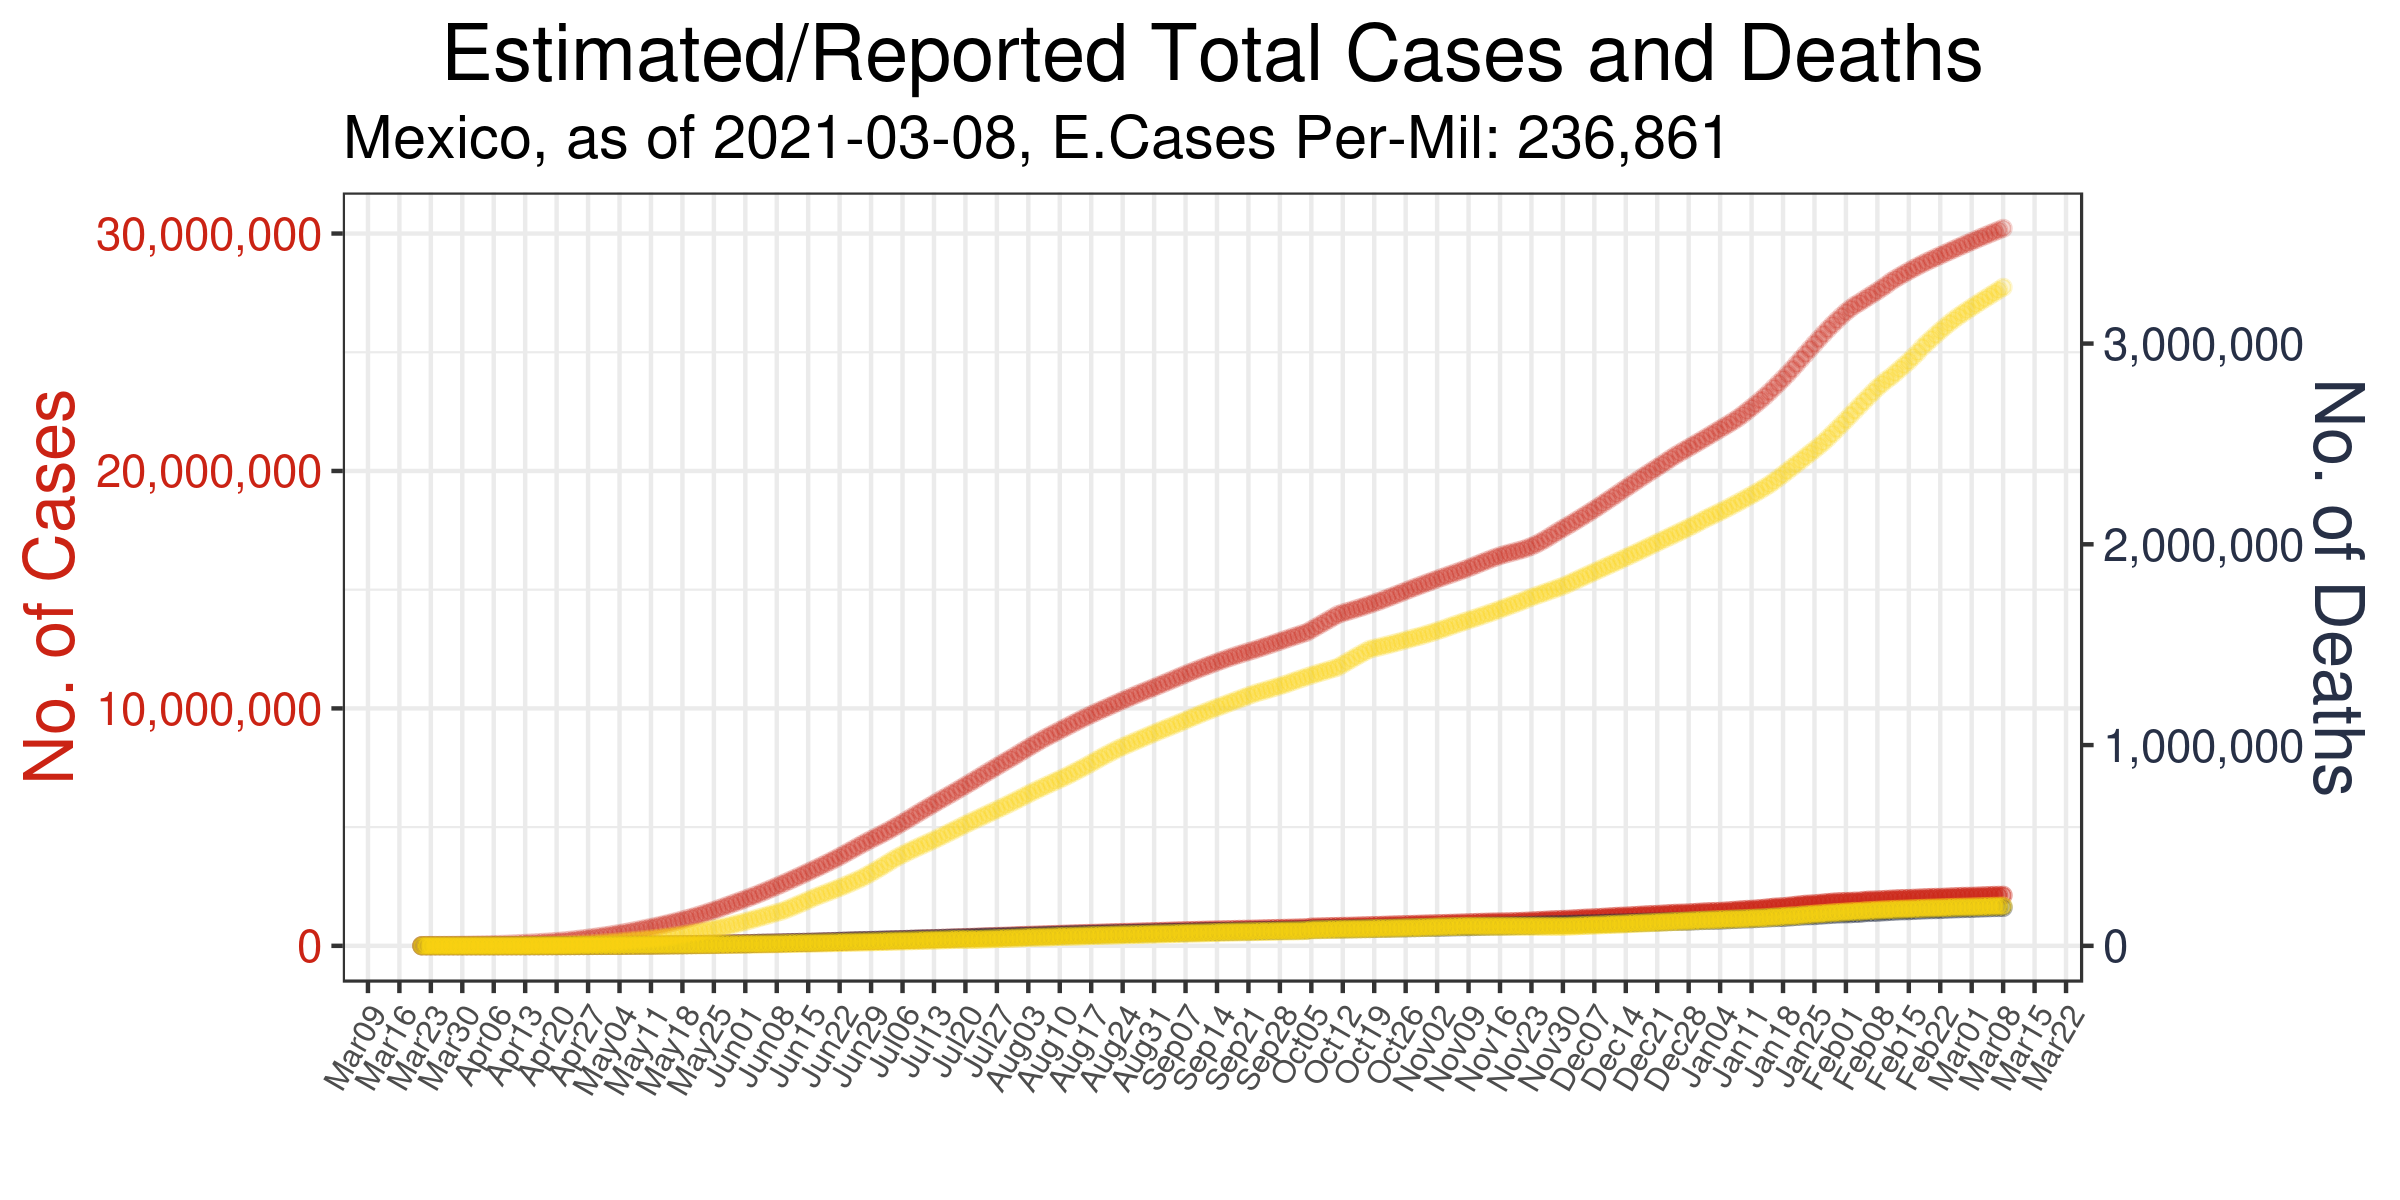 Estimated/Reported Total Cases and Deaths
Mexico, as of 2021-03-08, E.Cases Per-Mil: 236,861
No. of Cases
30,000,000
20,000,000
10,000,000
0
3,000,000
2,000,000
1,000,000
0
No. of Deaths
Mar09
Mar16
Mar23
Mar30
Apr06
Apr13
Apr20
Apr27
May04
May11
May18
May25
Jun01
Jun08
Jun15
Jun22
Jun29
Jul06
Jul13
Jul20
Jul27
Aug03
Aug10
Aug17
Aug24
Aug31
Sep07
Sep14
Sep21
Sep28
Oct05
Oct12
Oct19
Oct26
Nov02
Nov09
Nov16
Nov23
Nov30
Dec07
Dec14
Dec21
Dec28
Jan04
Jan11
Jan18
Jan25
Feb01
Feb08
Feb15
Feb22
Mar01
Mar08
Mar15
Mar22